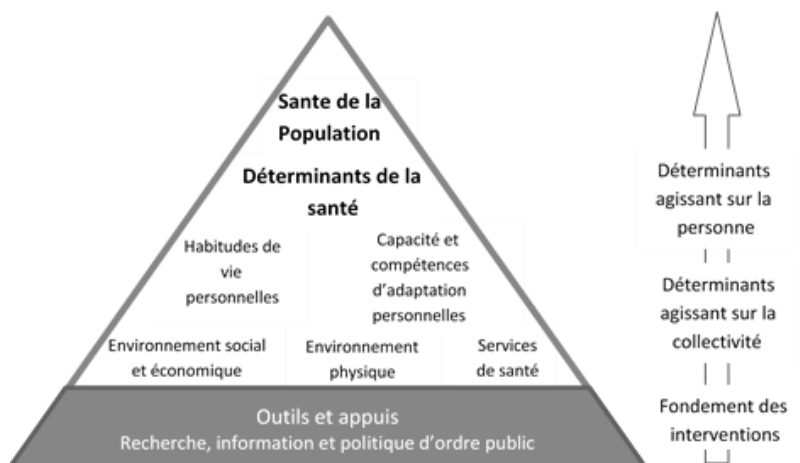 Sante de la
Population
Déterminants de la
santé
Habitudes de
vie
personnelles
Capacité et
compétences
d'adaptation
personnelles
Environnement social
et économique
Environnement
physique
Services
de santé
Outils et appuis
Recherche, information et politique d'ordre public
Déterminants
agissant sur la
personne
Déterminants
agissant sur la
collectivité
Fondement des
interventions